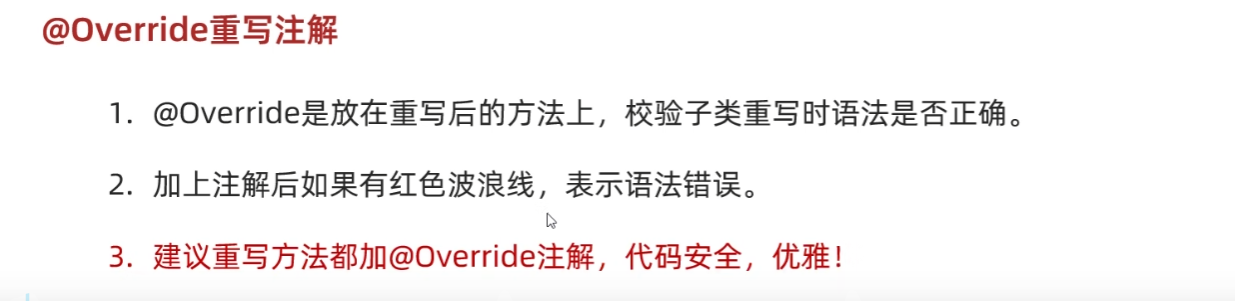 @Override重写注解
1. @Override是放在重写后的方法上，校验子类重写时语法是否正确。
2. 加上注解后如果有红色波浪线，表示语法错误。
3. 建议重写方法都加@Override注解，代码安全，优雅！